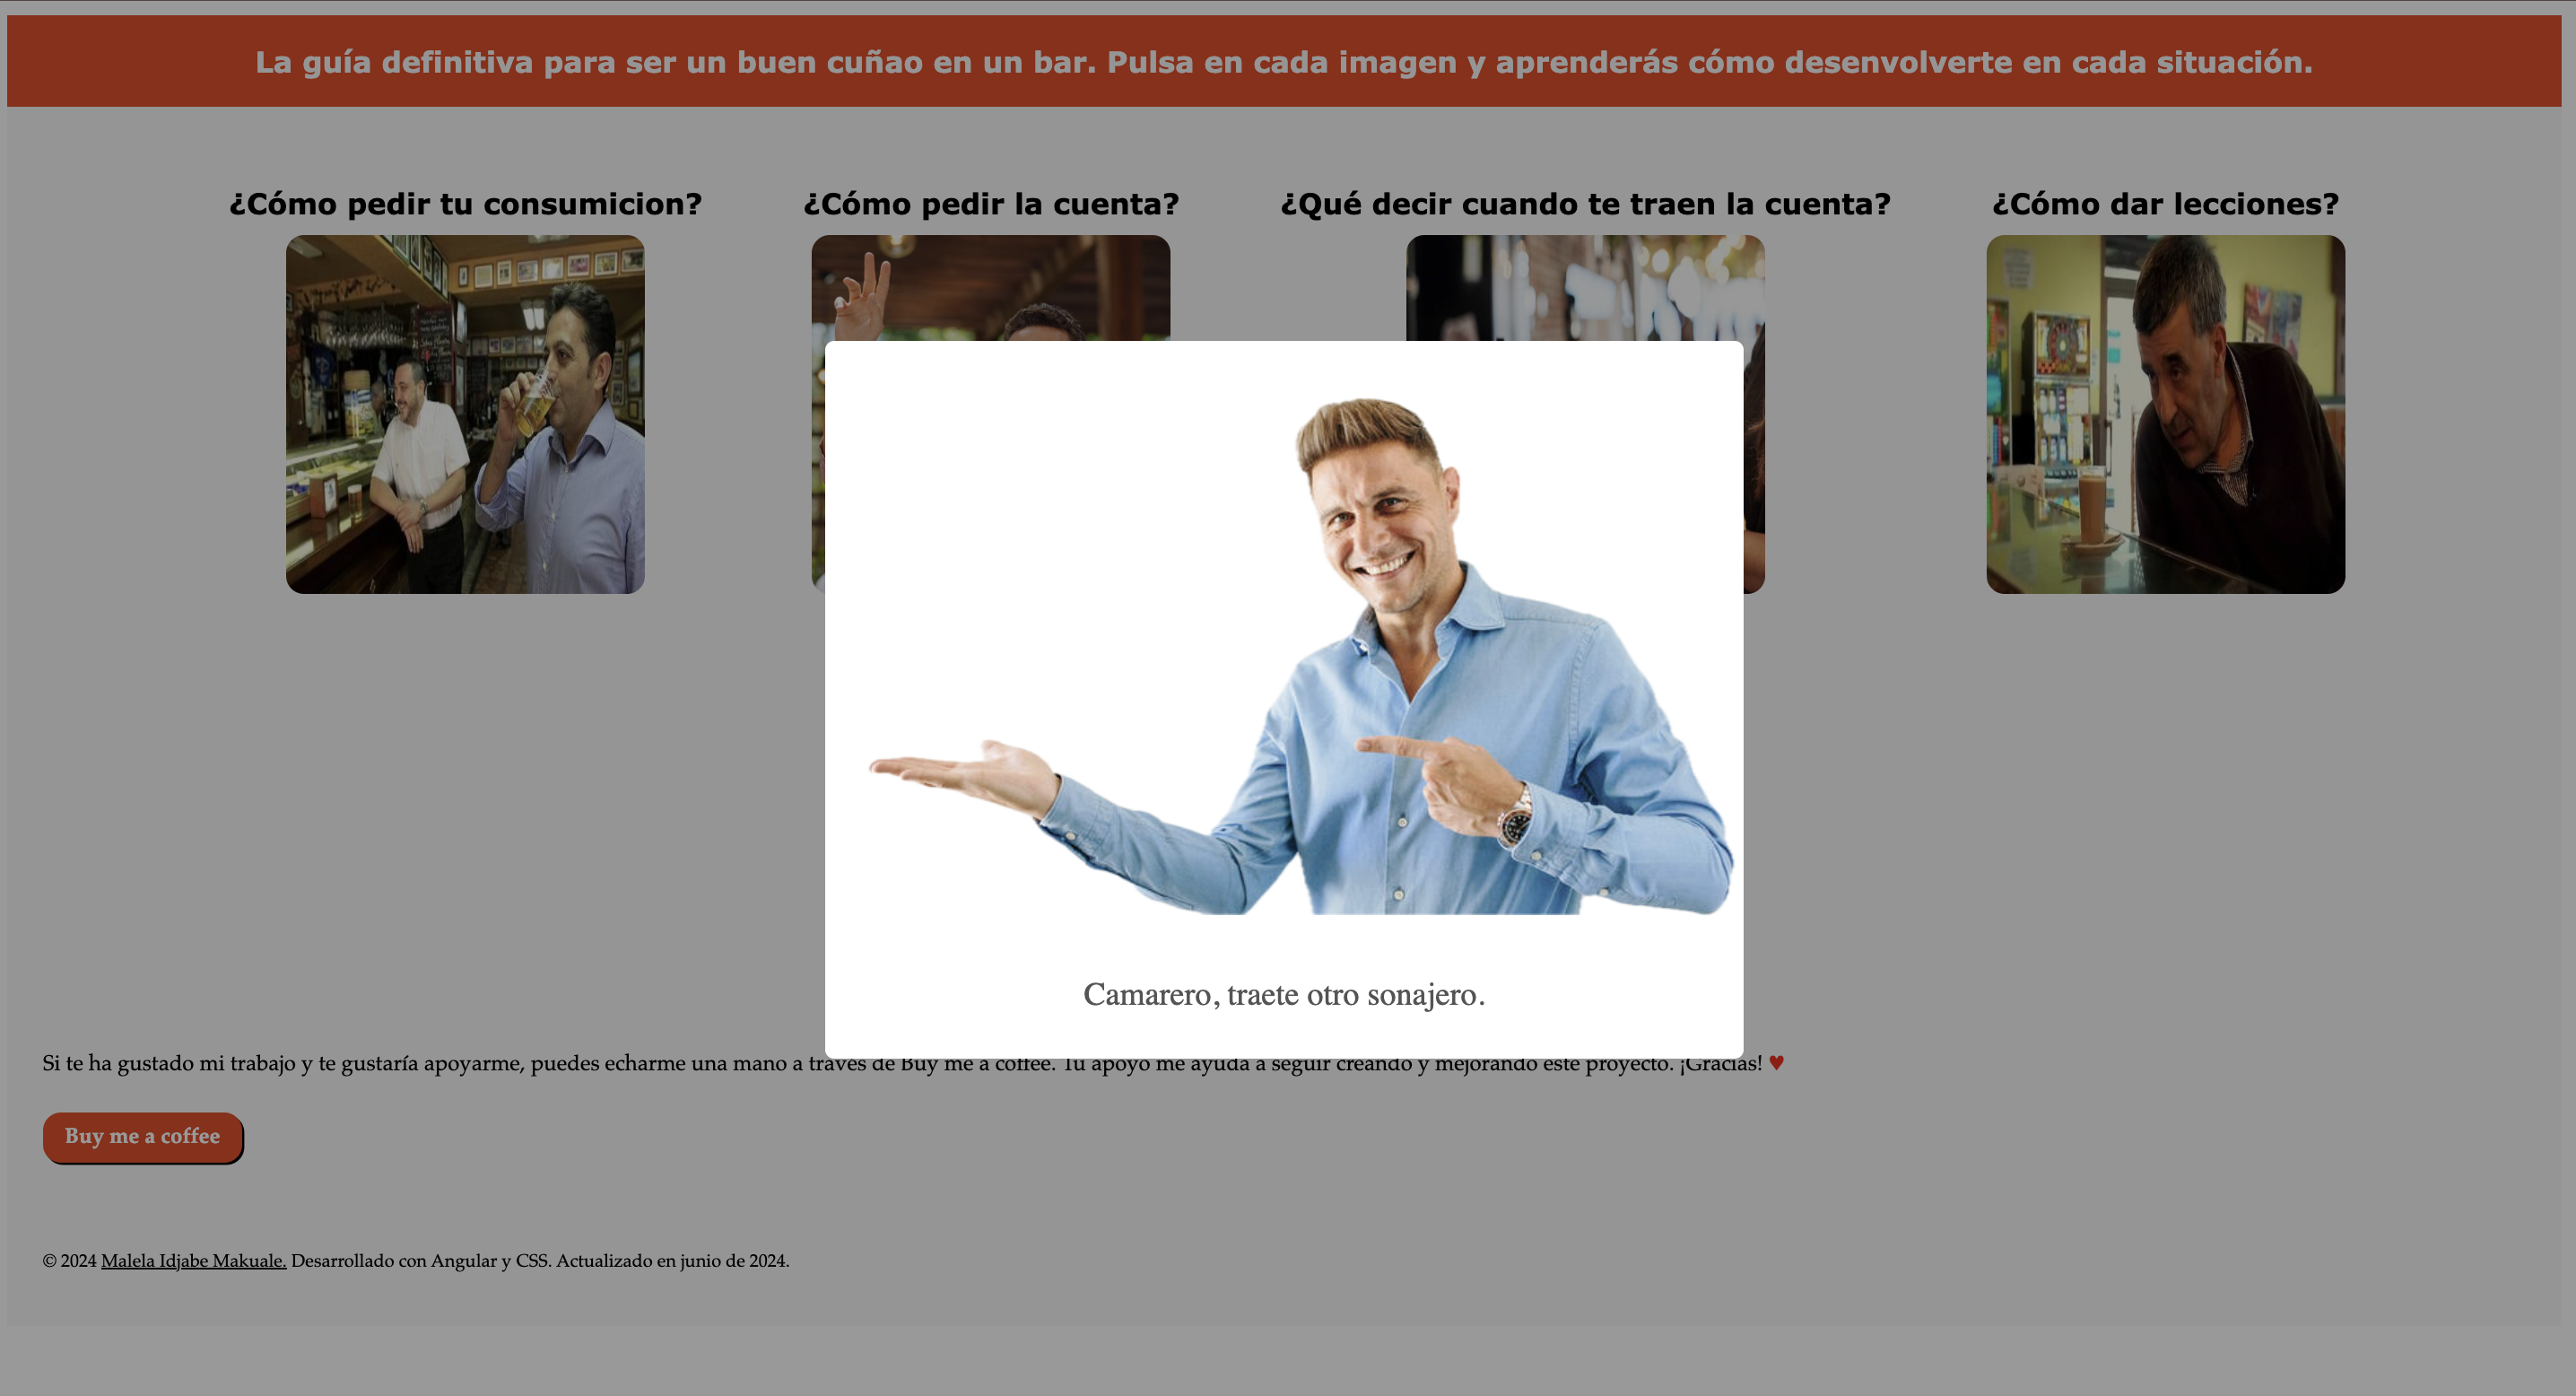 La guía definitiva para ser un buen cuñao en un bar. Pulsa en cada imagen y aprenderás cómo desenvolverte en cada situación.
¿Cómo pedir tu consumicion?
¿Cómo pedir la cuenta?
¿Qué decir cuando te traen la cuenta?
¿Cómo dar lecciones?
Camarero, traete otro sonajero.
Si te ha gustado mi trabajo y te gustaría apoyarme, puedes echarme una mano a través de Buy me a coffee. Tu apoyo me ayuda a seguir creando y mejorando este proyecto. ¡Gracias! ♥
Buy me a coffee
© 2024 Malela Idjabe Makuale. Desarrollado con Angular y CSS. Actualizado en junio de 2024.